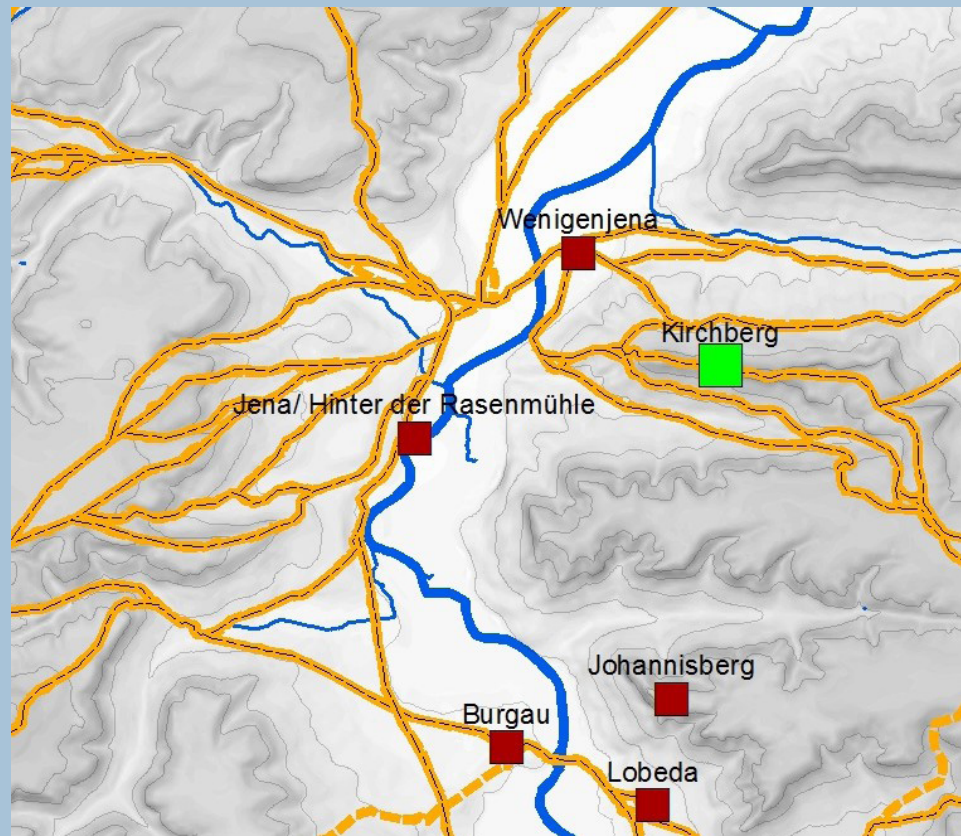 Wenigenjena
Kirchberg
Jena/ Hinter der Rasenmühle
Johannisberg
Burgau
Lobeda